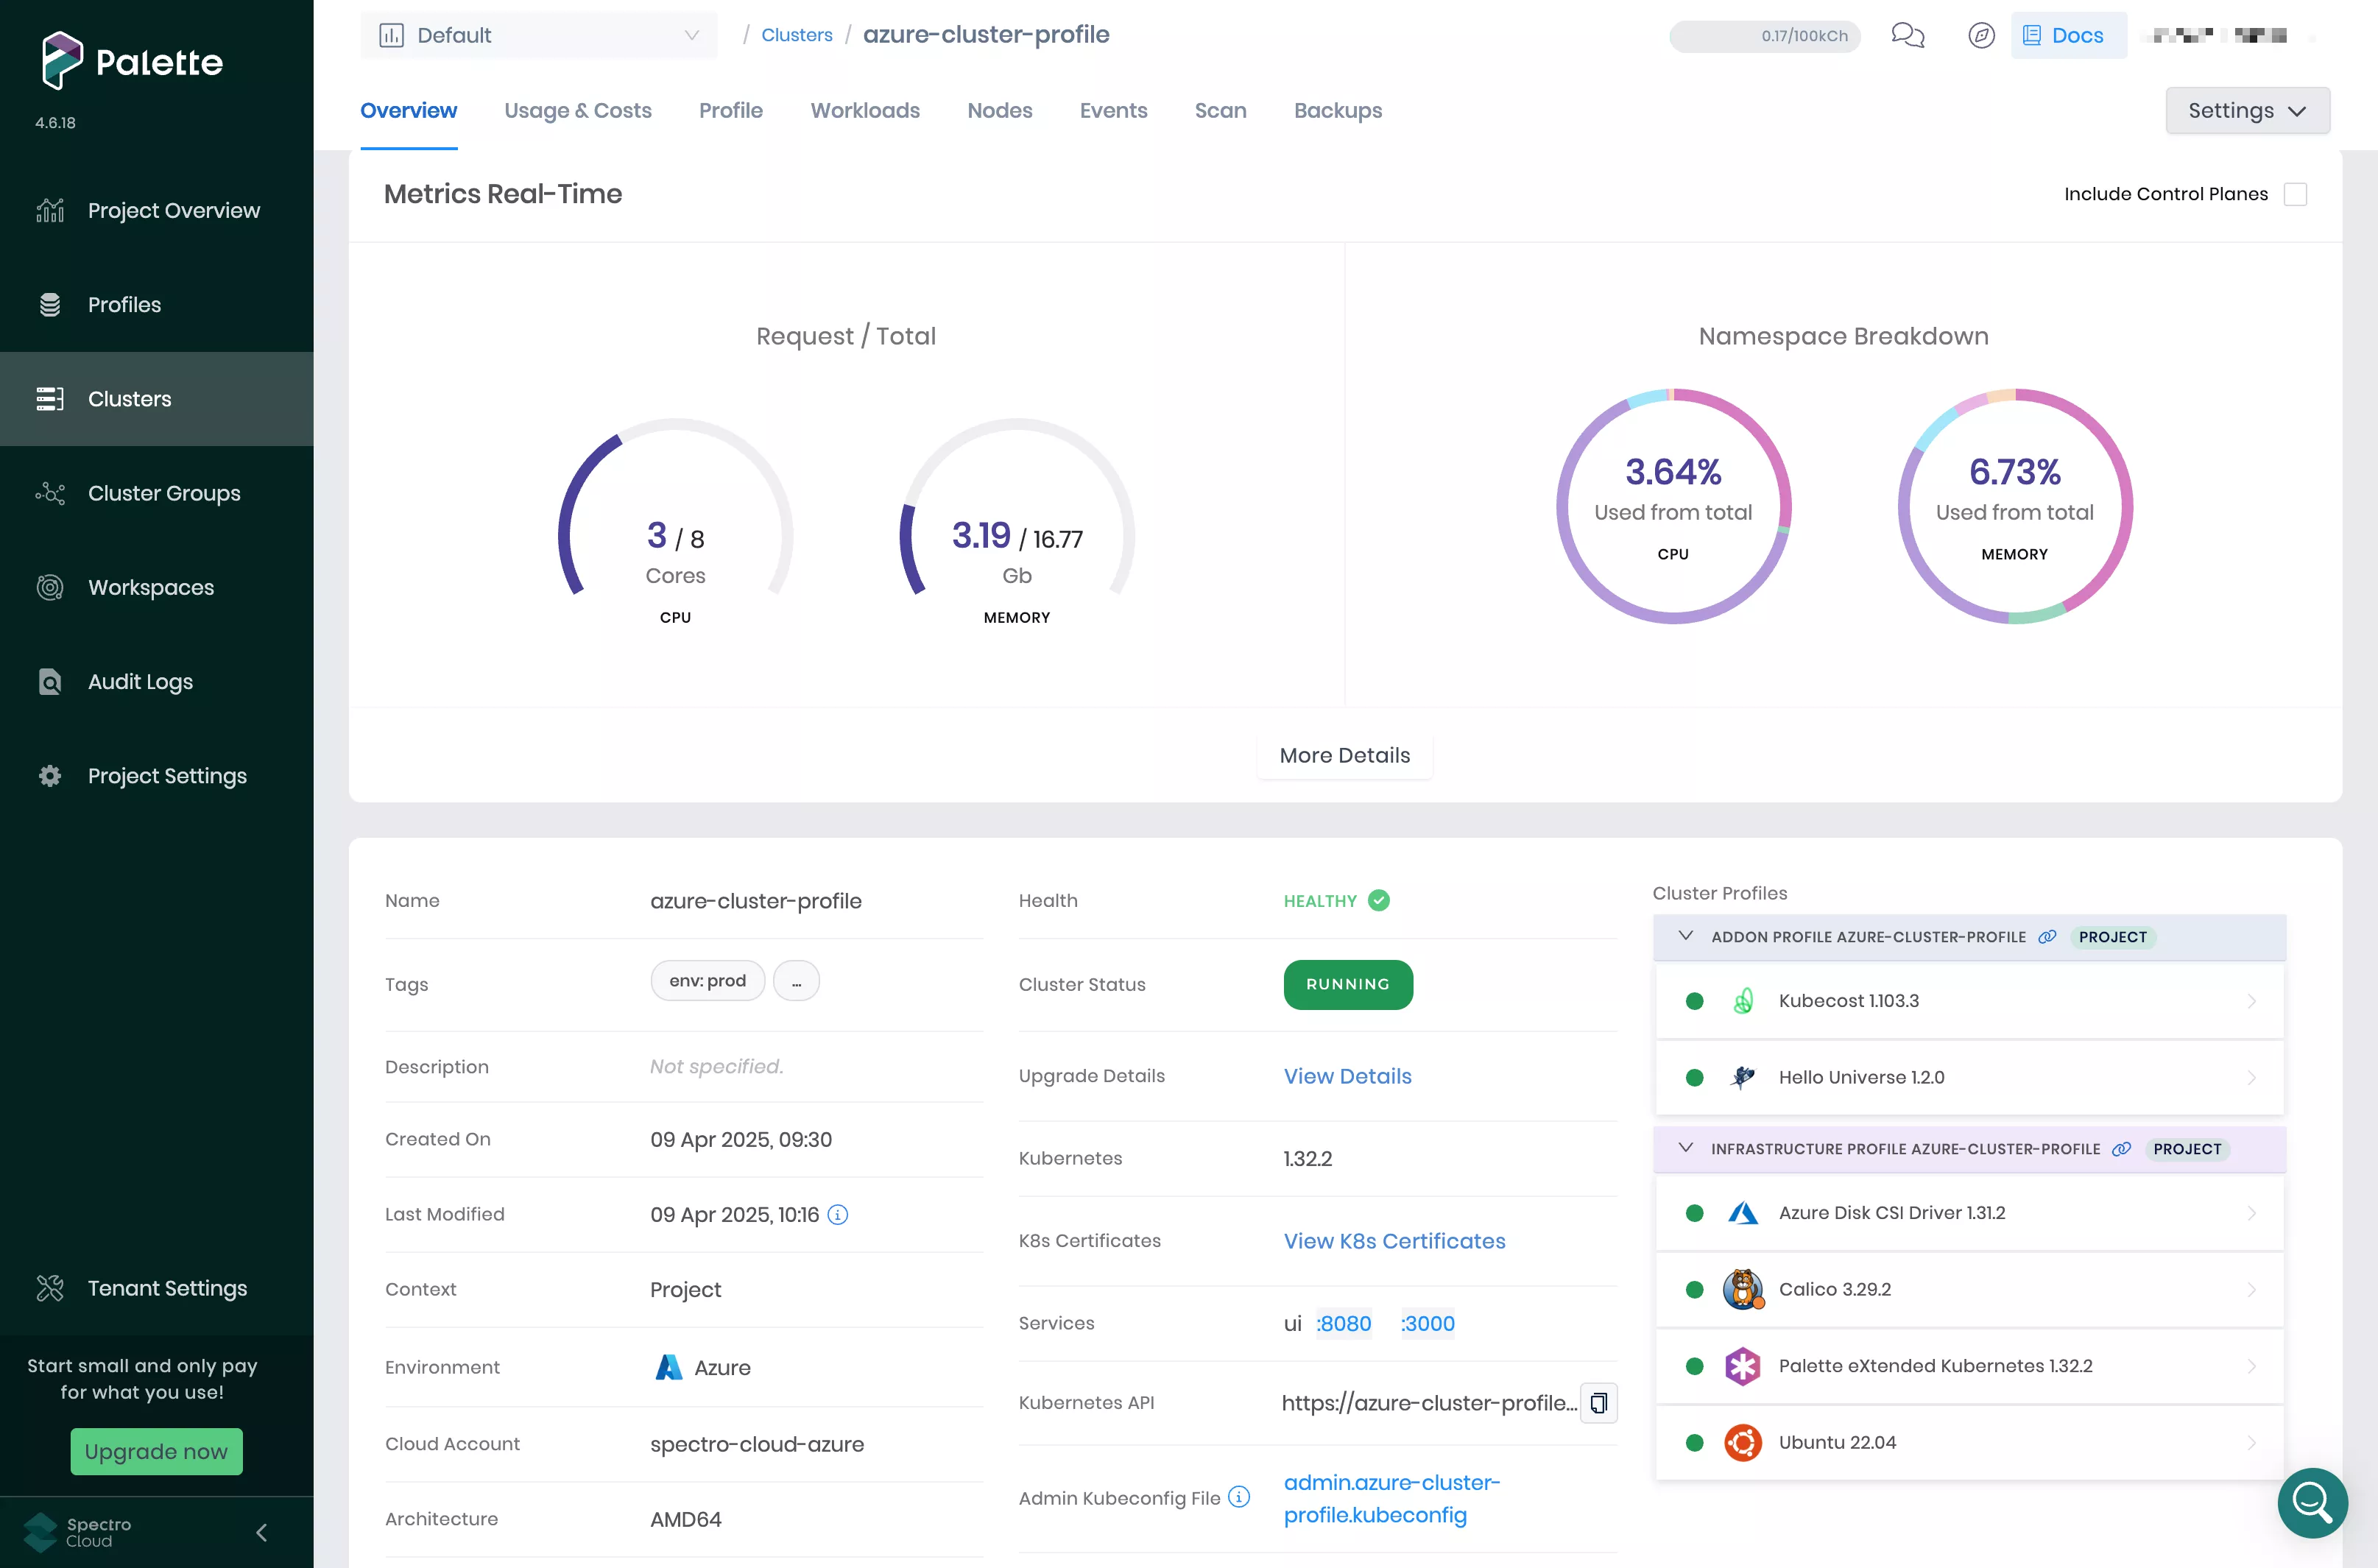 Palette
4.6.18
Project Overview
Profiles
Clusters
Cluster Groups
Workspaces
Audit Logs
Project Settings
Tenant Settings
Start small and only pay
for what you use!
Upgrade now
Spectro
Cloud
Default
/ Clusters / azure-cluster-profile
0.17/100kCh
Docs
Overview
Usage & Costs
Profile
Workloads
Nodes
Events
Scan
Backups
Settings
Metrics Real-Time
Include Control Planes
Request / Total
3 / 8
Cores
CPU
3.19 / 16.77
Gb
MEMORY
Namespace Breakdown
3.64%
Used from total
CPU
6.73%
Used from total
MEMORY
More Details
Name azure-cluster-profile
Tags env: prod ...
Description Not specified.
Created On 09 Apr 2025, 09:30
Last Modified 09 Apr 2025, 10:16
Context Project
Environment Azure
Cloud Account spectro-cloud-azure
Architecture AMD64
Health HEALTHY
Cluster Status RUNNING
Upgrade Details View Details
Kubernetes 1.32.2
K8s Certificates View K8s Certificates
Services ui :8080 :3000
Kubernetes API https://azure-cluster-profile...
Admin Kubeconfig File admin.azure-cluster-
profile.kubeconfig
Cluster Profiles
ADDON PROFILE AZURE-CLUSTER-PROFILE PROJECT
Kubecost 1.103.3
Hello Universe 1.2.0
INFRASTRUCTURE PROFILE AZURE-CLUSTER-PROFILE PROJECT
Azure Disk CSI Driver 1.31.2
Calico 3.29.2
Palette eXtended Kubernetes 1.32.2
Ubuntu 22.04